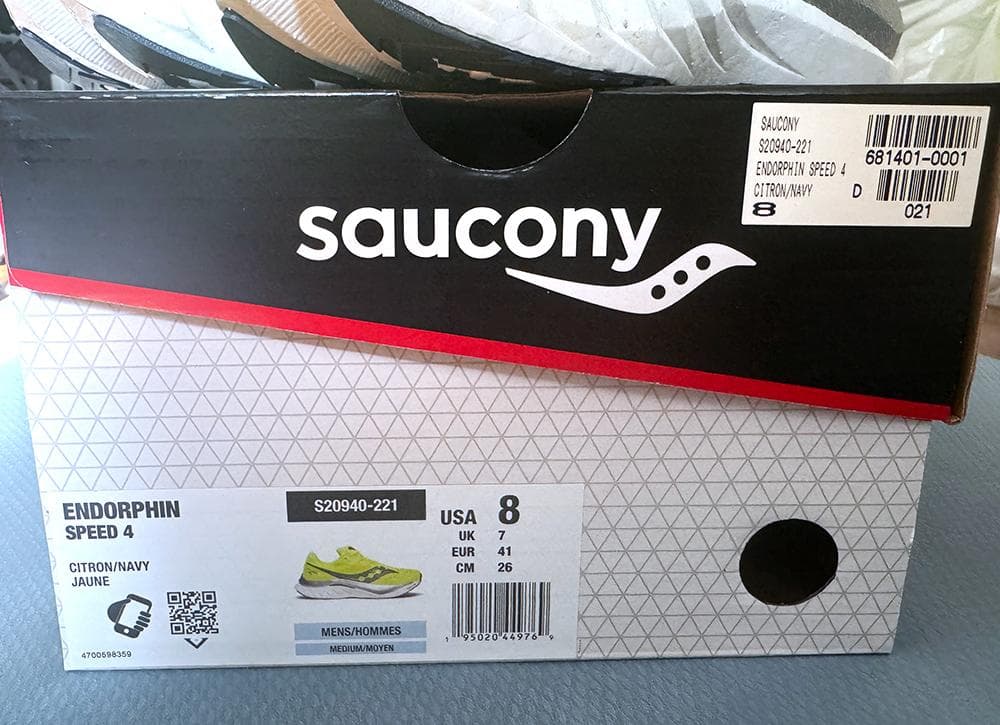 SAUCONY
S20940-221
ENDORPHIN SPEED 4
CITRON/NAVY
8
681401-0001
D
021
saucony
ENDORPHIN
SPEED 4
CITRON/NAVY
JAUNE
4700598359
S20940-221
MENS/HOMMES
MEDIUM/MOYEN
USA 8
UK 7
EUR 41
CM 26
1 95020 44976 9